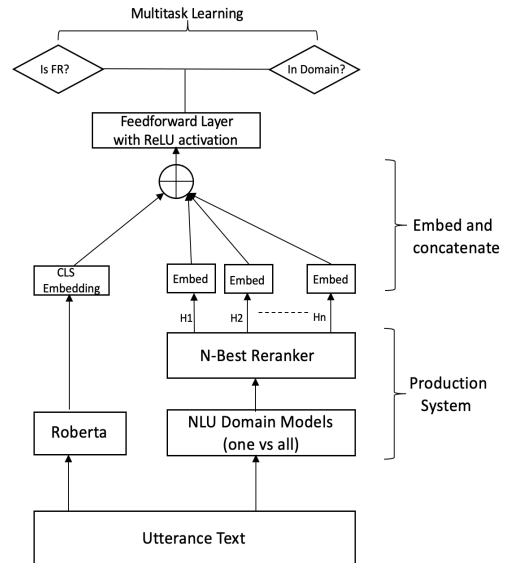 Multitask Learning
Is FR?
In Domain?
Feedforward Layer
with ReLU activation
Embed and
concatenate
CLS
Embedding
Embed
Embed
Embed
H1
H2
Hn
N-Best Reranker
Production
System
Roberta
NLU Domain Models
(one vs all)
Utterance Text